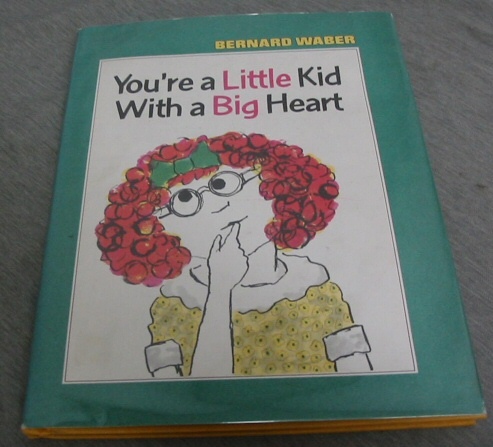 BERNARD WABER
You're a Little Kid
With a Big Heart